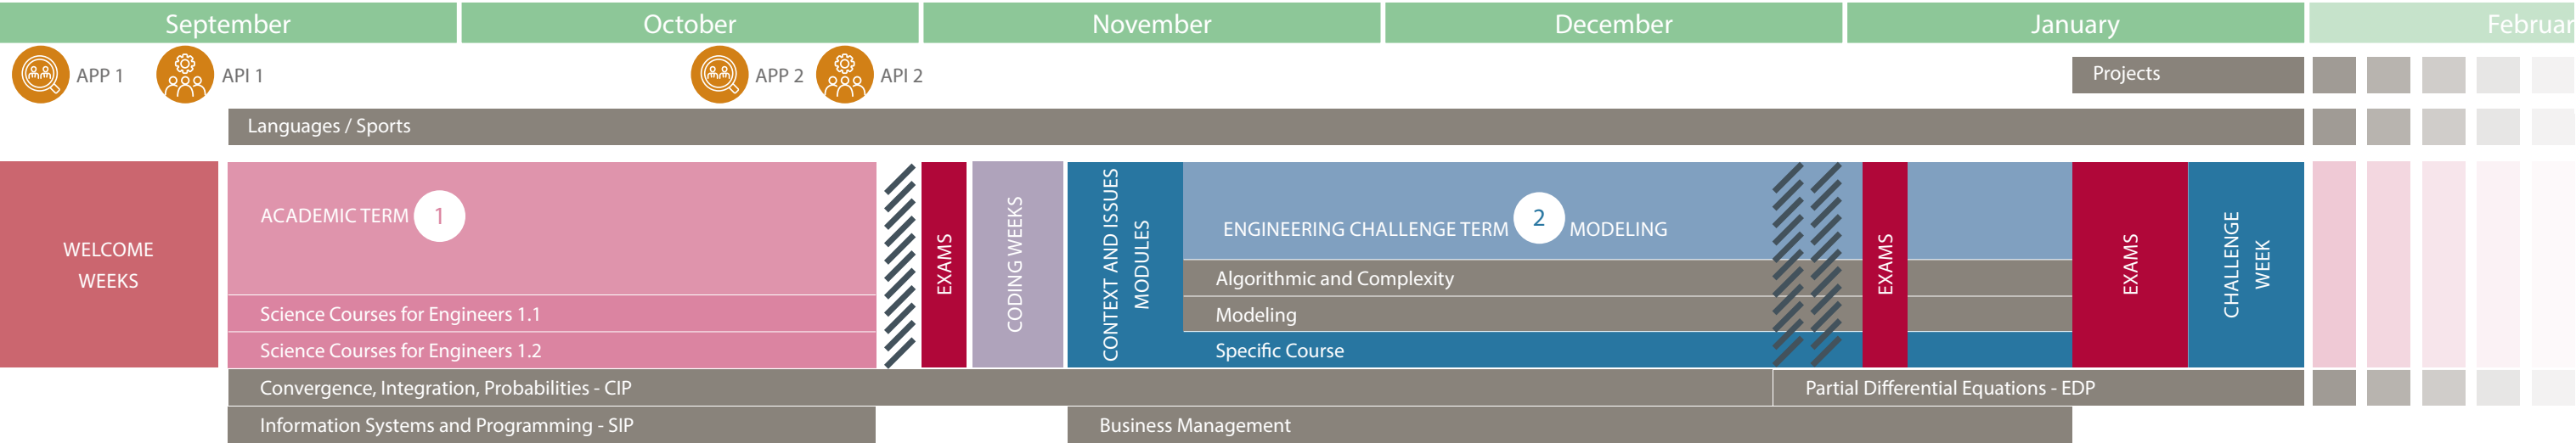 September
October
November
December
January
Februar
APP 1
API 1
APP 2
API 2
Projects
Languages / Sports
WELCOME
WEEKS
ACADEMIC TERM 1
EXAMS
CODING WEEKS
CONTEXT AND ISSUES
MODULES
ENGINEERING CHALLENGE TERM 2 MODELING
EXAMS
EXAMS
CHALLENGE
WEEK
Algorithmic and Complexity
Science Courses for Engineers 1.1
Modeling
Science Courses for Engineers 1.2
Specific Course
Convergence, Integration, Probabilities - CIP
Partial Differential Equations - EDP
Information Systems and Programming - SIP
Business Management